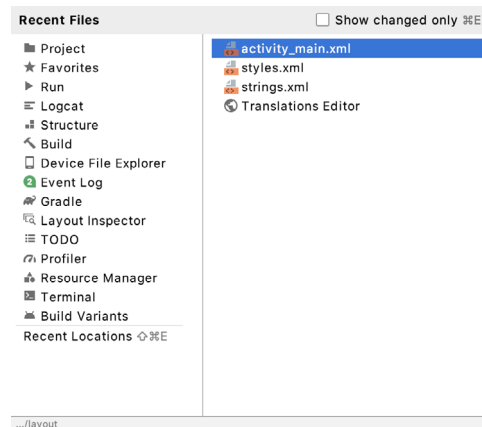 Recent Files
Show changed only ⌘E
Project
Favorites
Run
Logcat
Structure
Build
Device File Explorer
2 Event Log
Gradle
Layout Inspector
TODO
Profiler
Resource Manager
Terminal
Build Variants
Recent Locations ⇧⌘E
activity_main.xml
styles.xml
strings.xml
Translations Editor
.../layout